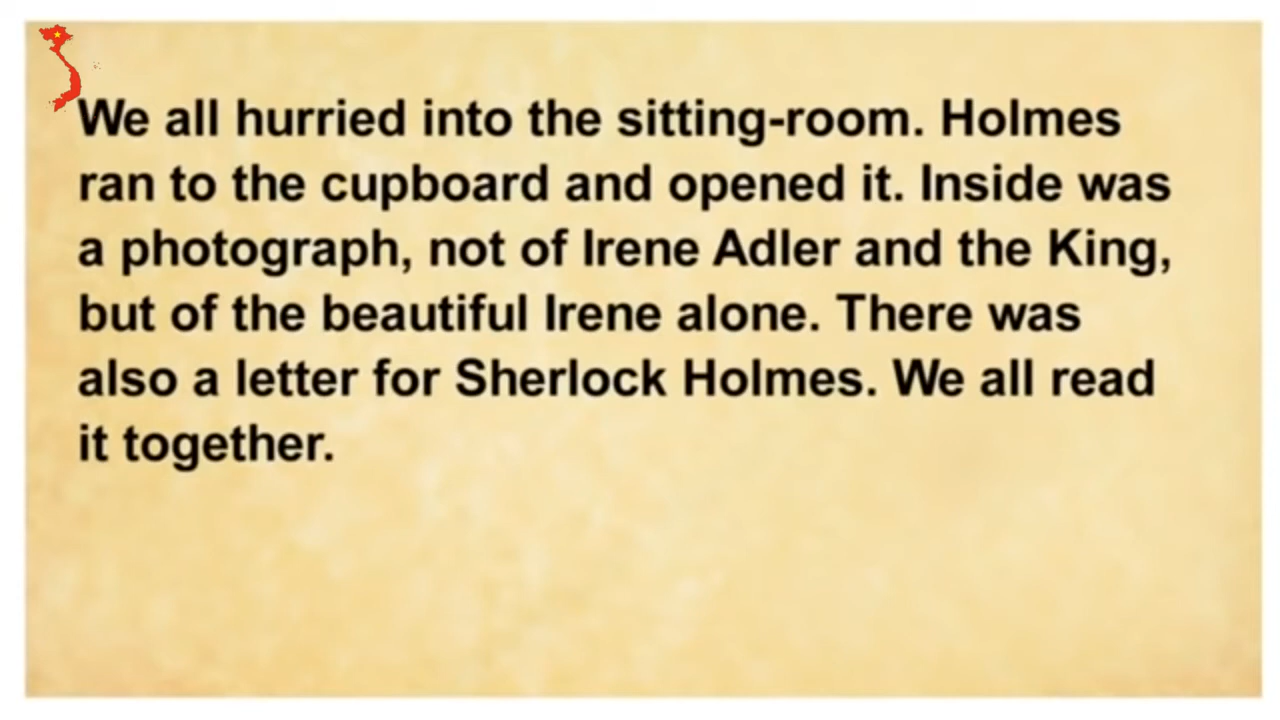 We all hurried into the sitting-room. Holmes
ran to the cupboard and opened it. Inside was
a photograph, not of Irene Adler and the King,
but of the beautiful Irene alone. There was
also a letter for Sherlock Holmes. We all read
it together.